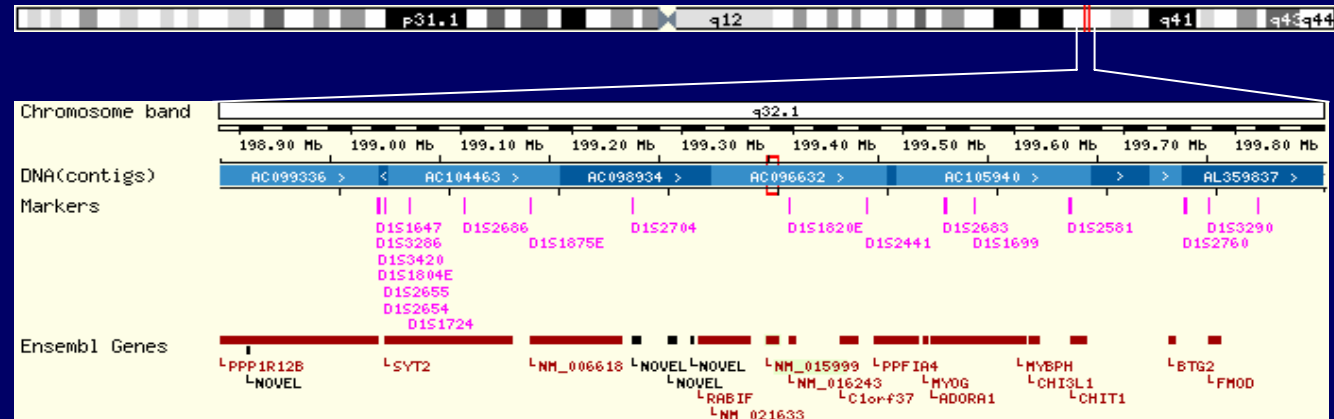 p31.1 q12 q41 q43 q44
Chromosome band q32.1
198.90 Mb 199.00 Mb 199.10 Mb 199.20 Mb 199.30 Mb 199.40 Mb 199.50 Mb 199.60 Mb 199.70 Mb 199.80 Mb
DNA(contigs) AC099336 > < AC104463 > AC098934 > AC096632 > AC105940 > > > AL359837 >
Markers
D1S1647 D1S2686 D1S2704 D1S1820E D1S2683 D1S2581 D1S3290
D1S3286 D1S1875E D1S2441 D1S1699 D1S2760
D1S3420
D1S1804E
D1S2655
D1S2654
D1S1724
Ensembl Genes
PPP1R12B SYT2 NM_006618 NOVEL NOVEL NM_015999 PPFIA4 MYBPH BTG2
NOVEL NOVEL NM_016243 MYOG CHI3L1 FMOD
RABIF C1orf37 ADORA1 CHIT1
NM_021633